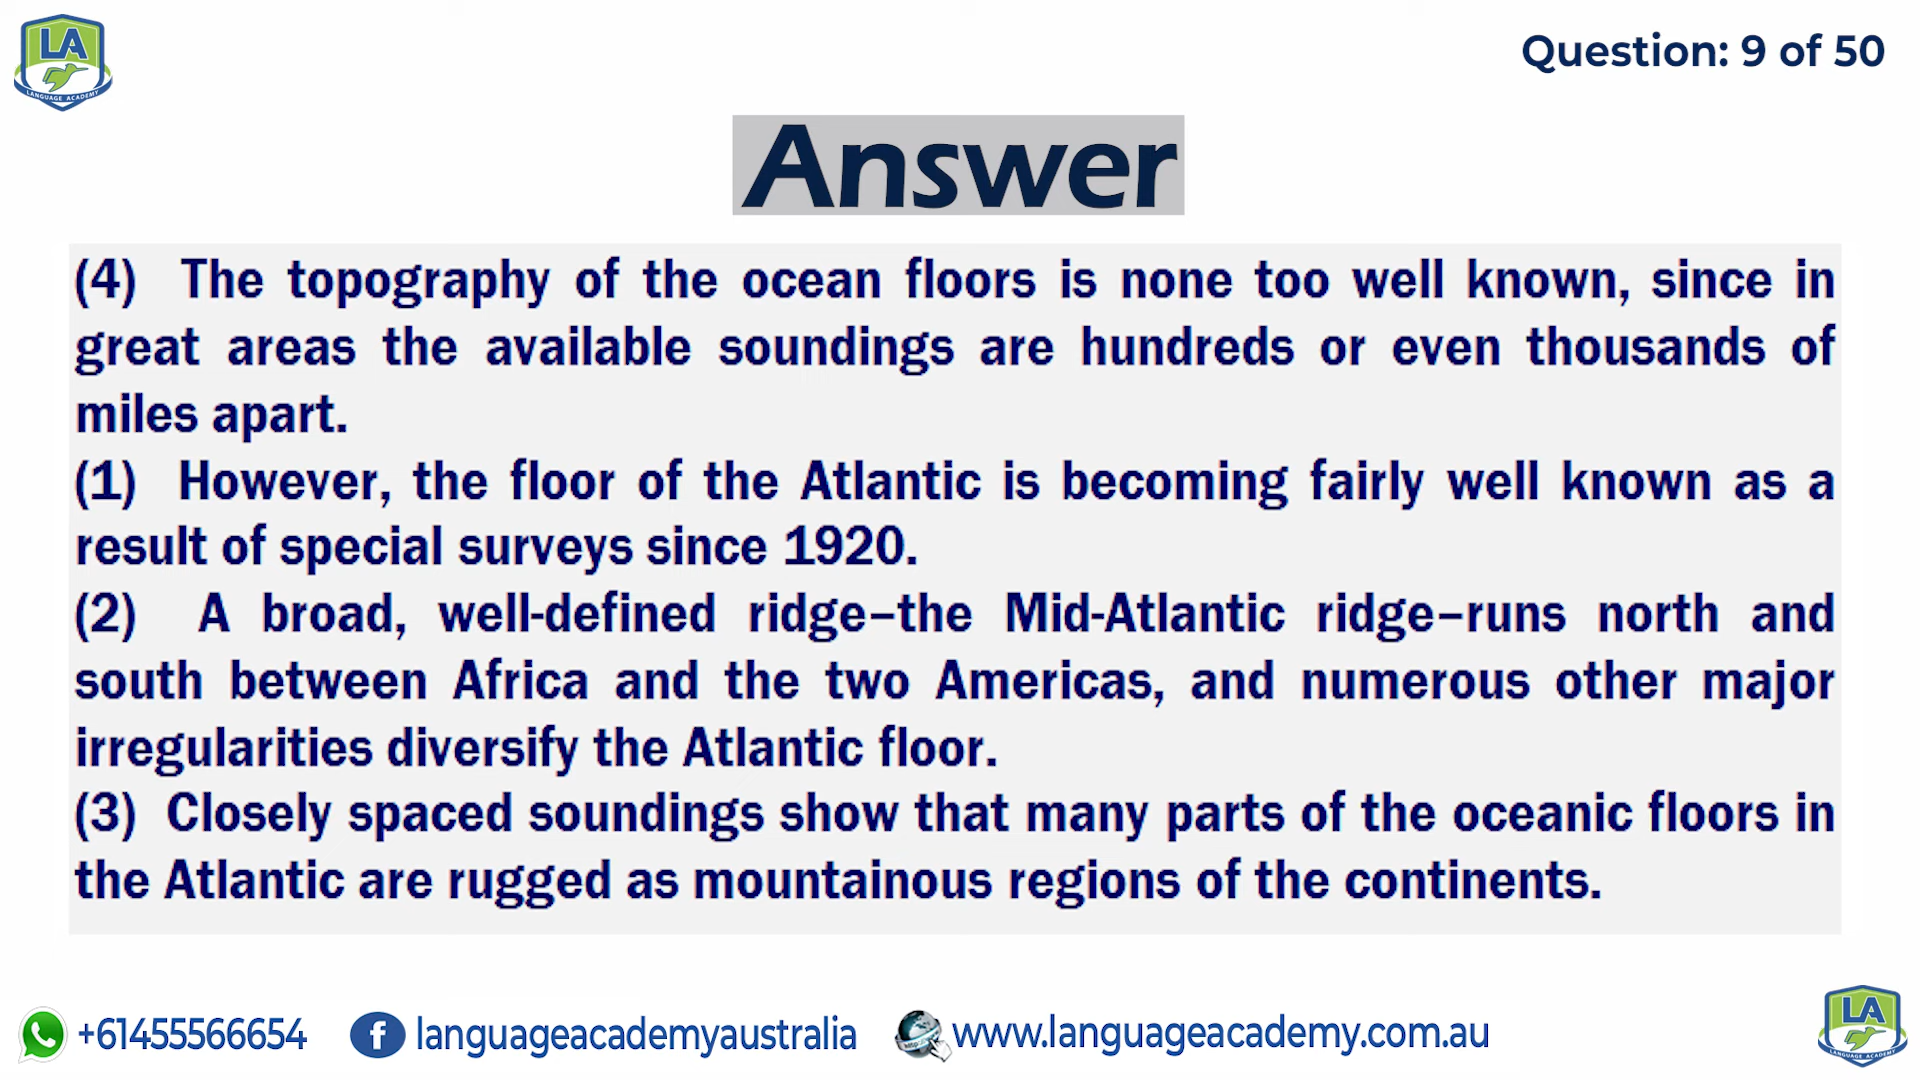 LA
LANGUAGE ACADEMY
Question: 9 of 50
Answer
(4) The topography of the ocean floors is none too well known, since in
great areas the available soundings are hundreds or even thousands of
miles apart.
(1) However, the floor of the Atlantic is becoming fairly well known as a
result of special surveys since 1920.
(2) A broad, well-defined ridge–the Mid-Atlantic ridge–runs north and
south between Africa and the two Americas, and numerous other major
irregularities diversify the Atlantic floor.
(3) Closely spaced soundings show that many parts of the oceanic floors in
the Atlantic are rugged as mountainous regions of the continents.
+61455566654
f languageacademyaustralia
www.languageacademy.com.au
LA
LANGUAGE ACADEMY